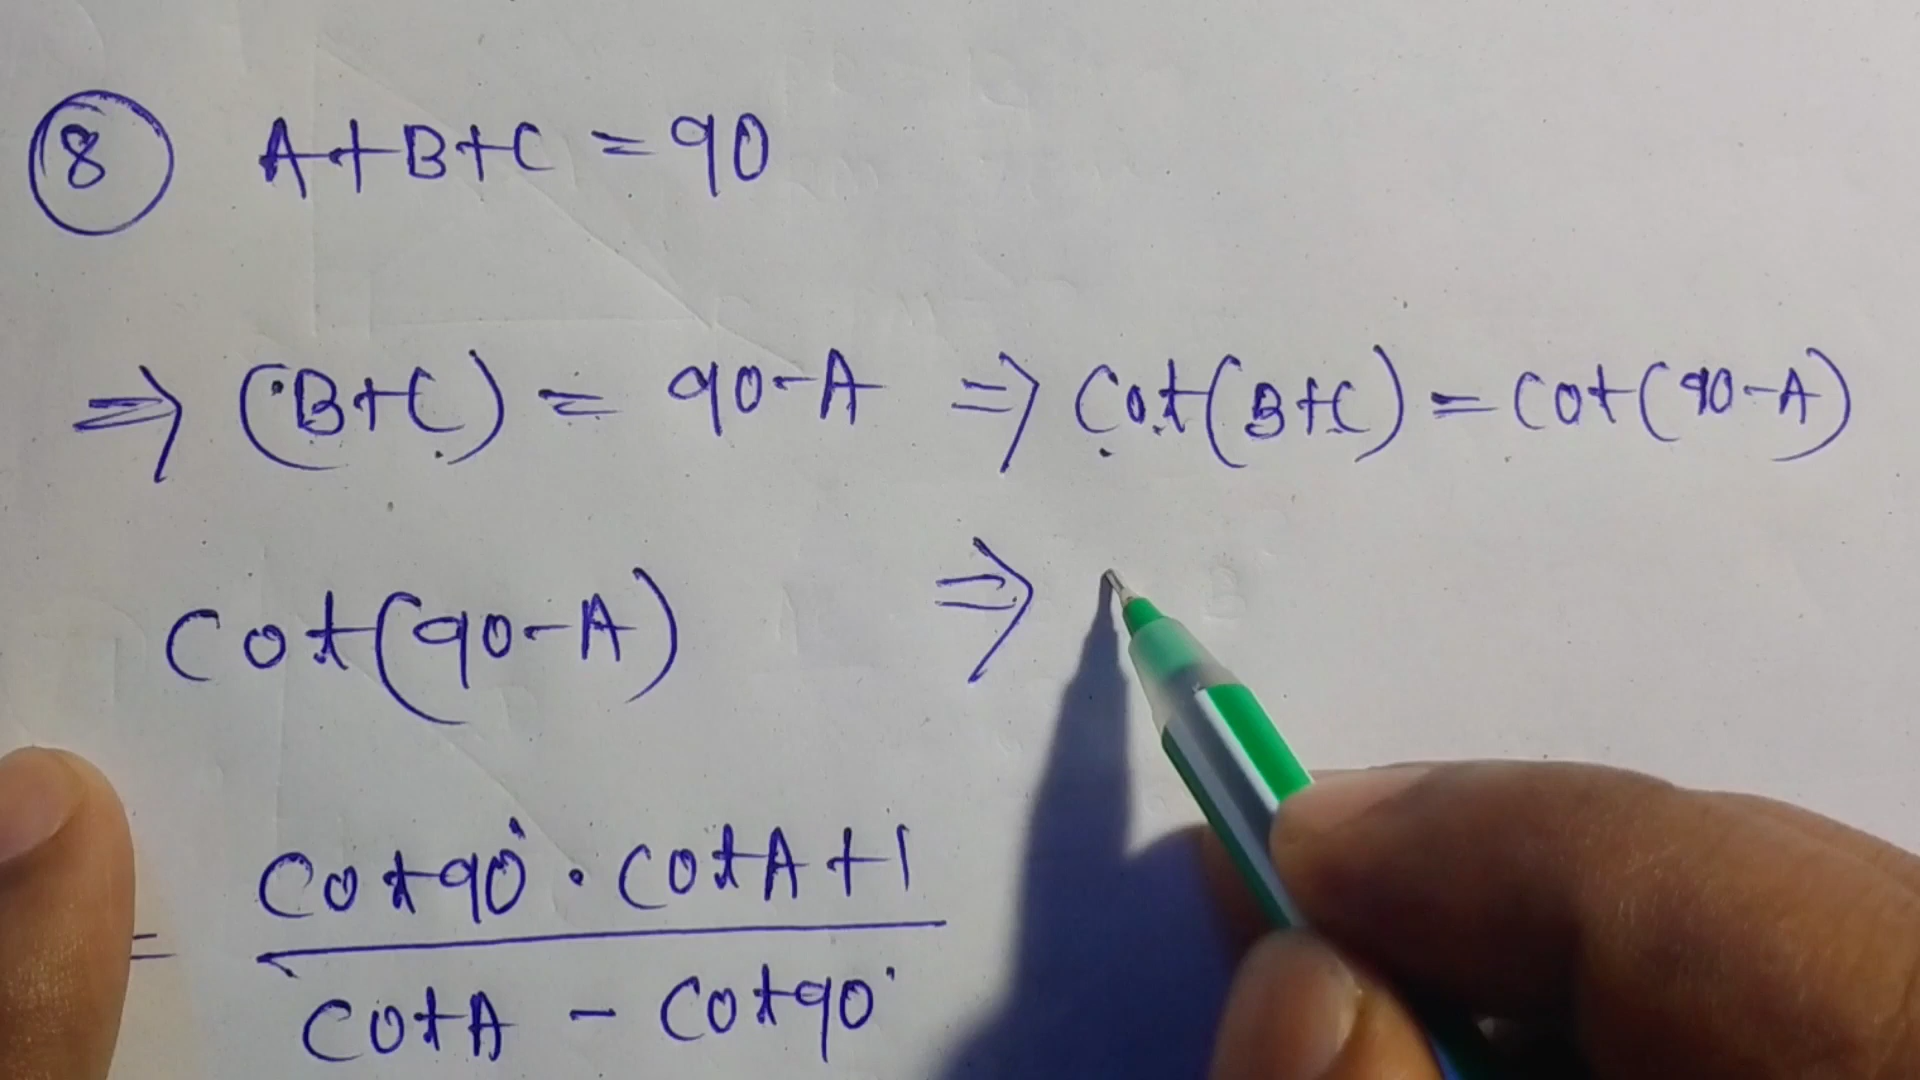 8 A+B+C = 90
⇒ (B+C) = 90-A ⇒ Cot(B+C) = Cot(90-A)
Cot(90-A) ⇒
= Cot90° · CotA+1
CotA - Cot90°